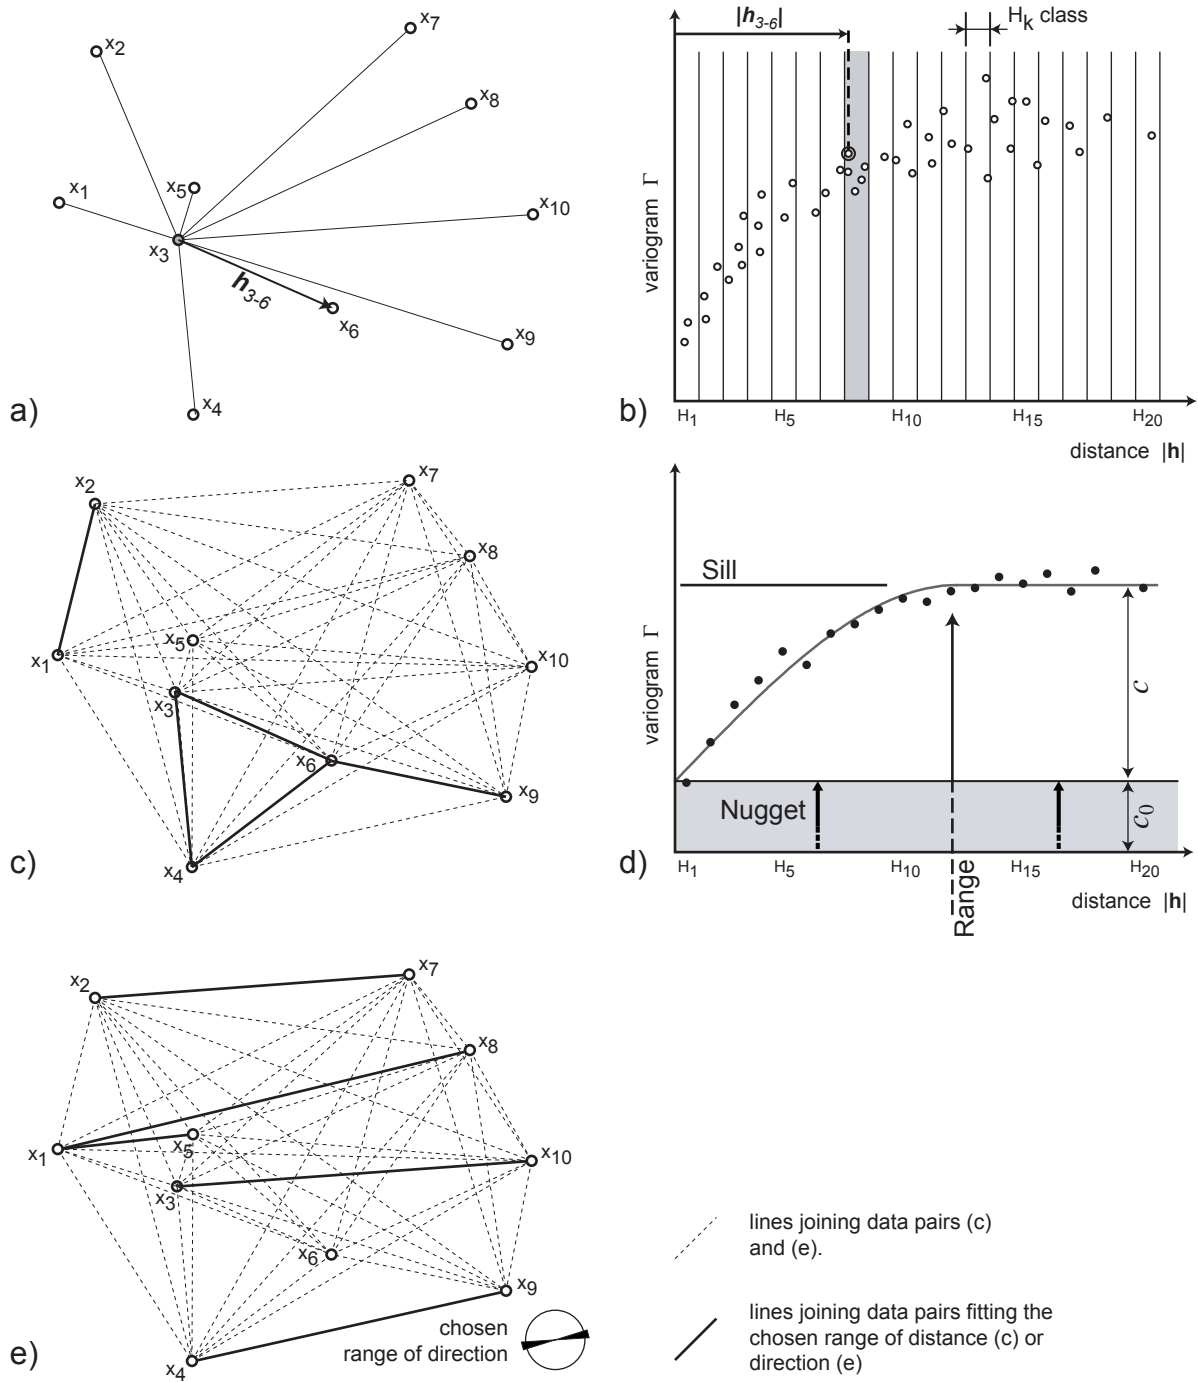 x2
x7
x8
x1
x5
x10
x3
h3-6
x6
x9
x4
a)
|h3-6|
Hk class
variogram Γ
H1 H5 H10 H15 H20
distance |h|
b)
x2
x7
x8
x5
x1
x10
x3
x6
x9
x4
c)
Sill
variogram Γ
c
Nugget
c0
H1 H5 H10 H15 H20
distance |h|
Range
d)
x2
x7
x8
x1
x5
x10
x3
x6
x9
x4
e)
chosen
range of direction
lines joining data pairs (c)
and (e).
lines joining data pairs fitting the
chosen range of distance (c) or
direction (e)